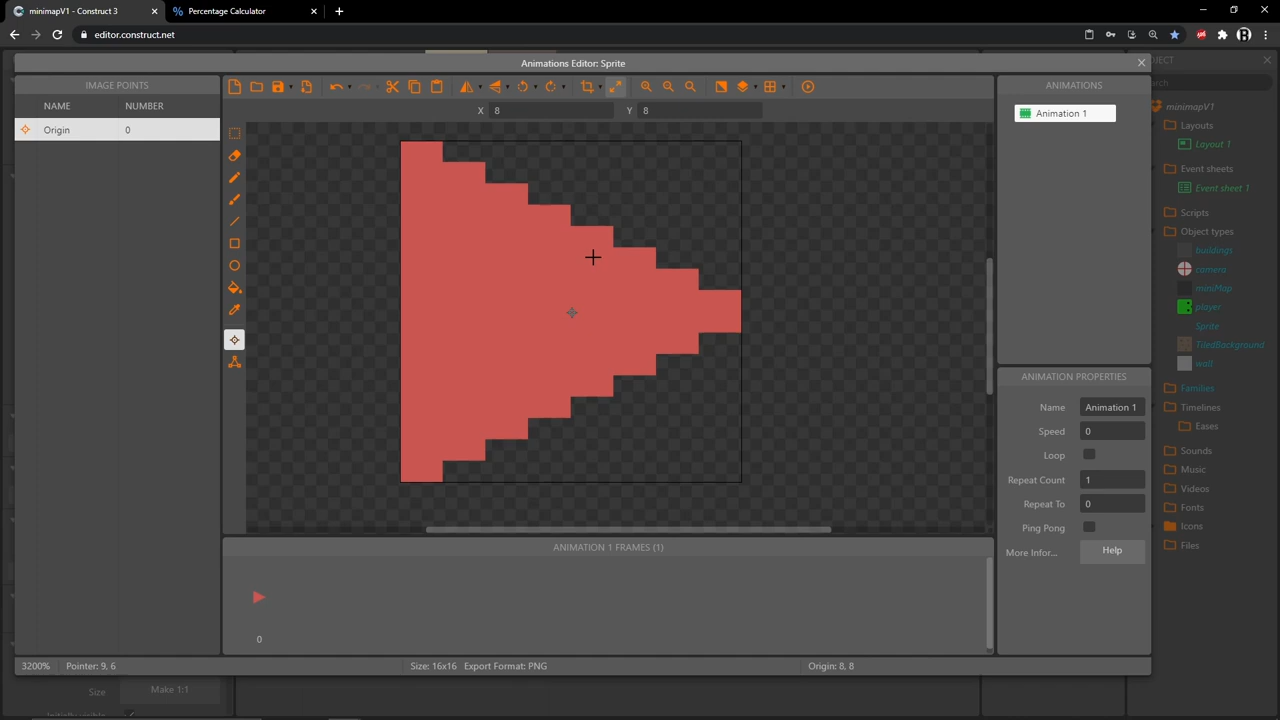 minimapV1 - Construct 3
Percentage Calculator
editor.construct.net
Animations Editor: Sprite
IMAGE POINTS
NAME NUMBER
Origin 0
X 8 Y 8
ANIMATIONS
Animation 1
minimapV1
Layouts
Layout 1
Event sheets
Event sheet 1
Scripts
Object types
buildings
camera
miniMap
player
Sprite
TiledBackground
wall
Families
Timelines
Eases
Sounds
Music
Videos
Fonts
Icons
Files
ANIMATION PROPERTIES
Name Animation 1
Speed 0
Loop
Repeat Count 1
Repeat To 0
Ping Pong
More Infor... Help
ANIMATION 1 FRAMES (1)
0
3200% Pointer: 9, 6 Size: 16x16 Export Format: PNG Origin: 8, 8
Size Make 1:1